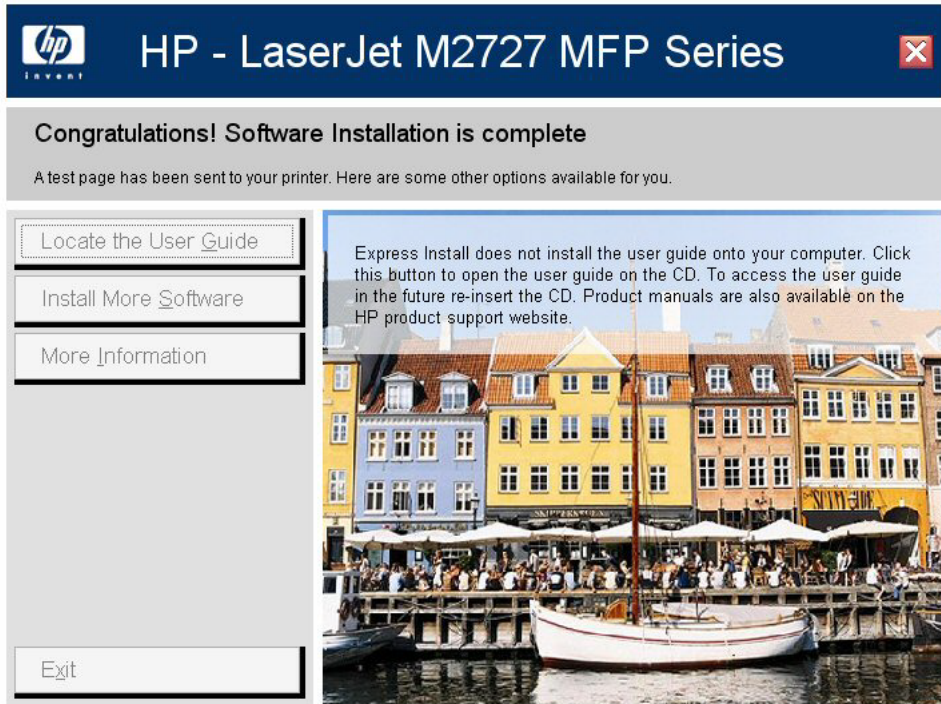 hp
invent
HP - LaserJet M2727 MFP Series
Congratulations! Software Installation is complete
A test page has been sent to your printer. Here are some other options available for you.
Locate the User Guide
Install More Software
More Information
Exit
Express Install does not install the user guide onto your computer. Click
this button to open the user guide on the CD. To access the user guide
in the future re-insert the CD. Product manuals are also available on the
HP product support website.